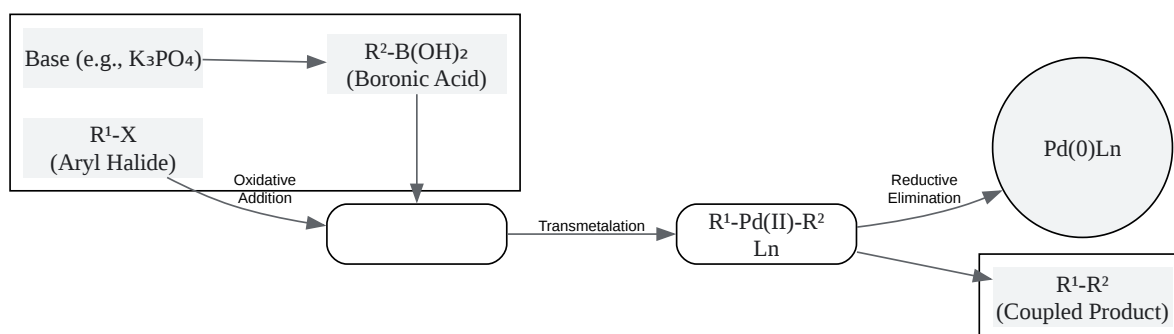 Base (e.g., K₃PO₄)
R²-B(OH)₂
(Boronic Acid)
R¹-X
(Aryl Halide)
Oxidative
Addition
Transmetalation
R¹-Pd(II)-R²
Ln
Reductive
Elimination
Pd(0)Ln
R¹-R²
(Coupled Product)